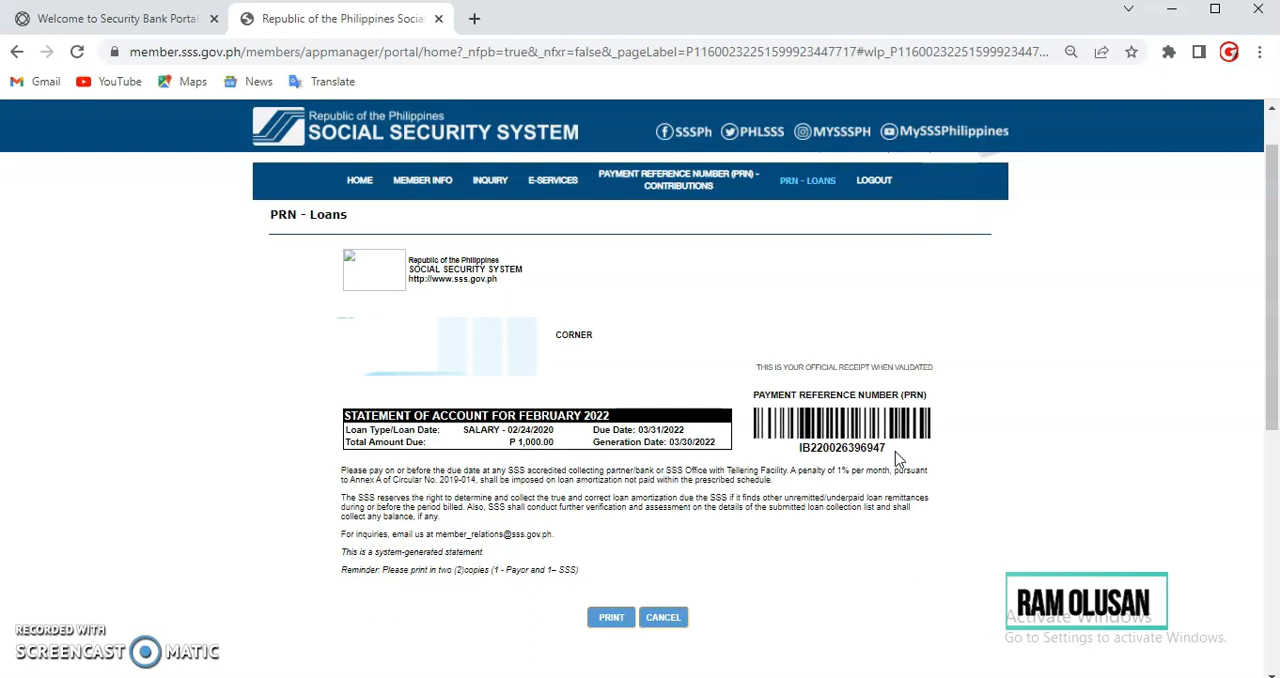 Welcome to Security Bank Portal
Republic of the Philippines Socia
member.sss.gov.ph/members/appmanager/portal/home?_nfpb=true&_nfxr=false&_pageLabel=P1160023225159992344​7717#wlp_P116002322515999234​47...
Gmail YouTube Maps News Translate
Republic of the Philippines
SOCIAL SECURITY SYSTEM
SSSPh PHLSSS MYSSSPH MySSSPhilippines
HOME MEMBER INFO INQUIRY E-SERVICES PAYMENT REFERENCE NUMBER (PRN) - CONTRIBUTIONS PRN - LOANS LOGOUT
PRN - Loans
Republic of the Philippines
SOCIAL SECURITY SYSTEM
http://www.sss.gov.ph
CORNER
THIS IS YOUR OFFICIAL RECEIPT WHEN VALIDATED
PAYMENT REFERENCE NUMBER (PRN)
IB220026396947
STATEMENT OF ACCOUNT FOR FEBRUARY 2022
Loan Type/Loan Date: SALARY - 02/24/2020 Due Date: 03/31/2022
Total Amount Due: P 1,000.00 Generation Date: 03/30/2022
Please pay on or before the due date at any SSS accredited collecting partner/bank or SSS Office with Tellering Facility. A penalty of 1% per month, pursuant
to Annex A of Circular No. 2019-014, shall be imposed on loan amortization not paid within the prescribed schedule.
The SSS reserves the right to determine and collect the true and correct loan amortization due the SSS if it finds other unremitted/underpaid loan remittances
during or before the period billed. Also, SSS shall conduct further verification and assessment on the details of the submitted loan collection list and shall
collect any balance, if any.
For inquiries, email us at member_relations@sss.gov.ph.
This is a system-generated statement.
Reminder: Please print in two (2)copies (1 - Payor and 1– SSS)
PRINT CANCEL
RAM OLUSAN
Activate Windows
Go to Settings to activate Windows.
RECORDED WITH
SCREENCAST MATIC